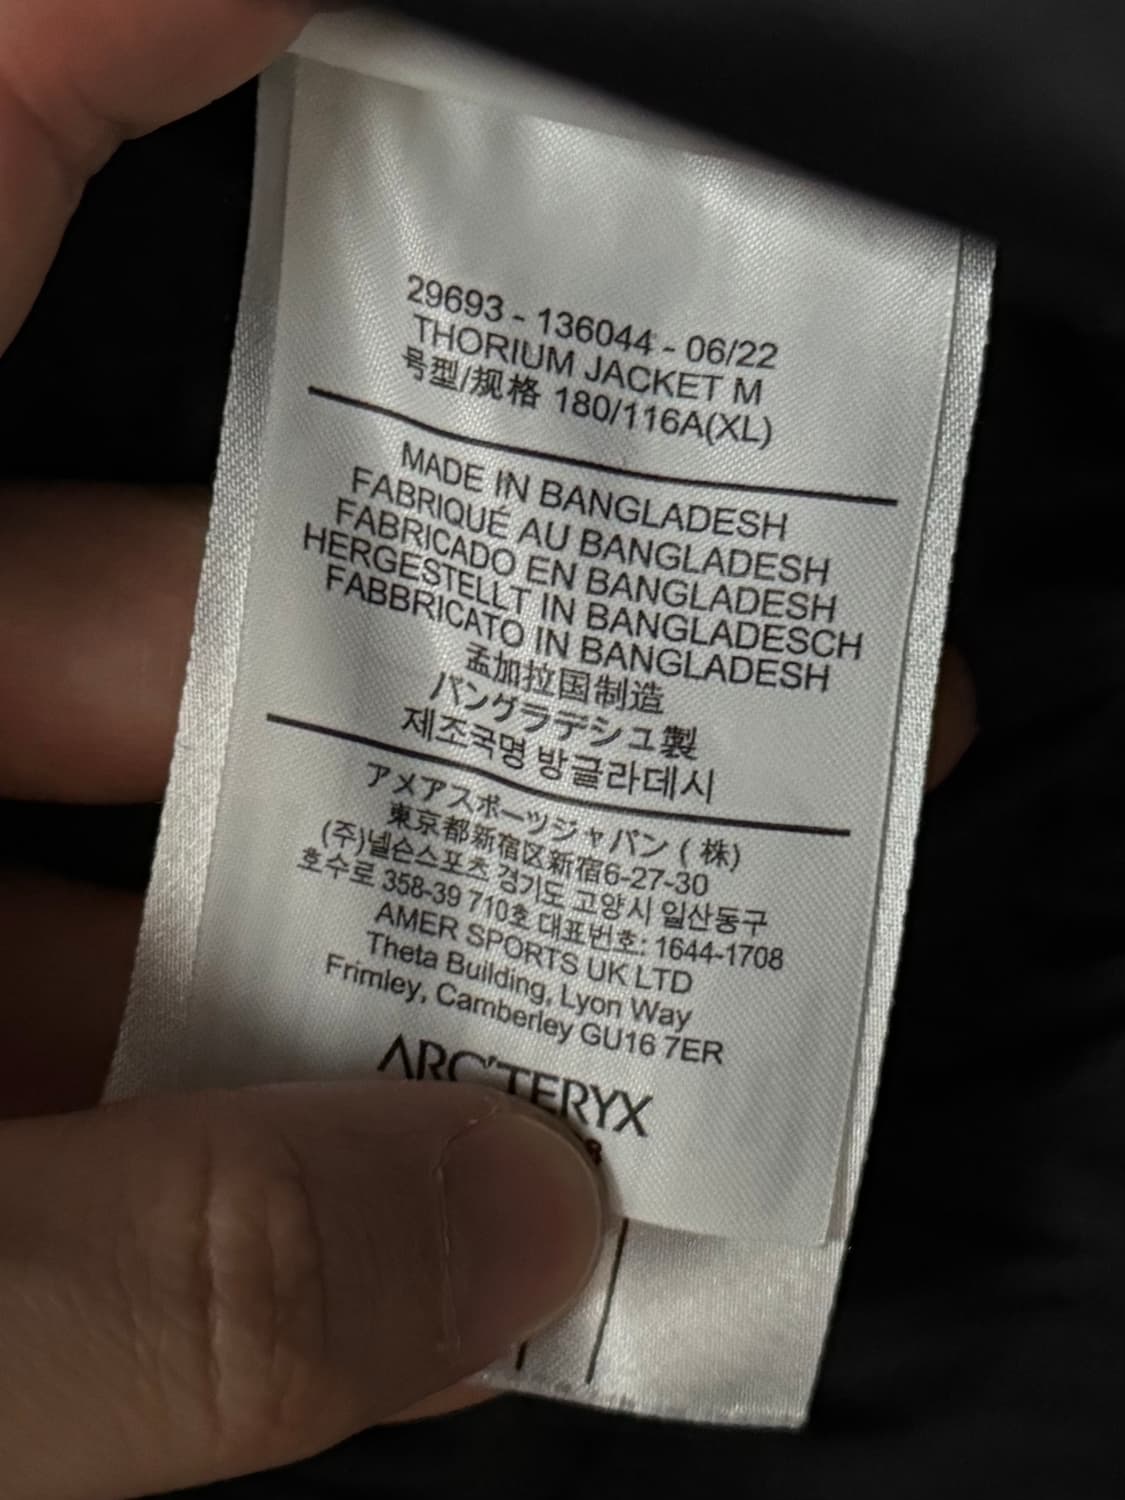 29693 - 136044 - 06/22
THORIUM JACKET M
号型/规格 180/116A(XL)
MADE IN BANGLADESH
FABRIQUÉ AU BANGLADESH
FABRICADO EN BANGLADESH
HERGESTELLT IN BANGLADESCH
FABBRICATO IN BANGLADESH
孟加拉国制造
バングラデシュ製
제조국명 방글라데시
アメアスポーツジャパン ( 株)
東京都新宿区新宿6-27-30
(주)넬슨스포츠 경기도 고양시 일산동구
호수로 358-39 710호 대표번호: 1644-1708
AMER SPORTS UK LTD
Theta Building, Lyon Way
Frimley, Camberley GU16 7ER
ARC'TERYX